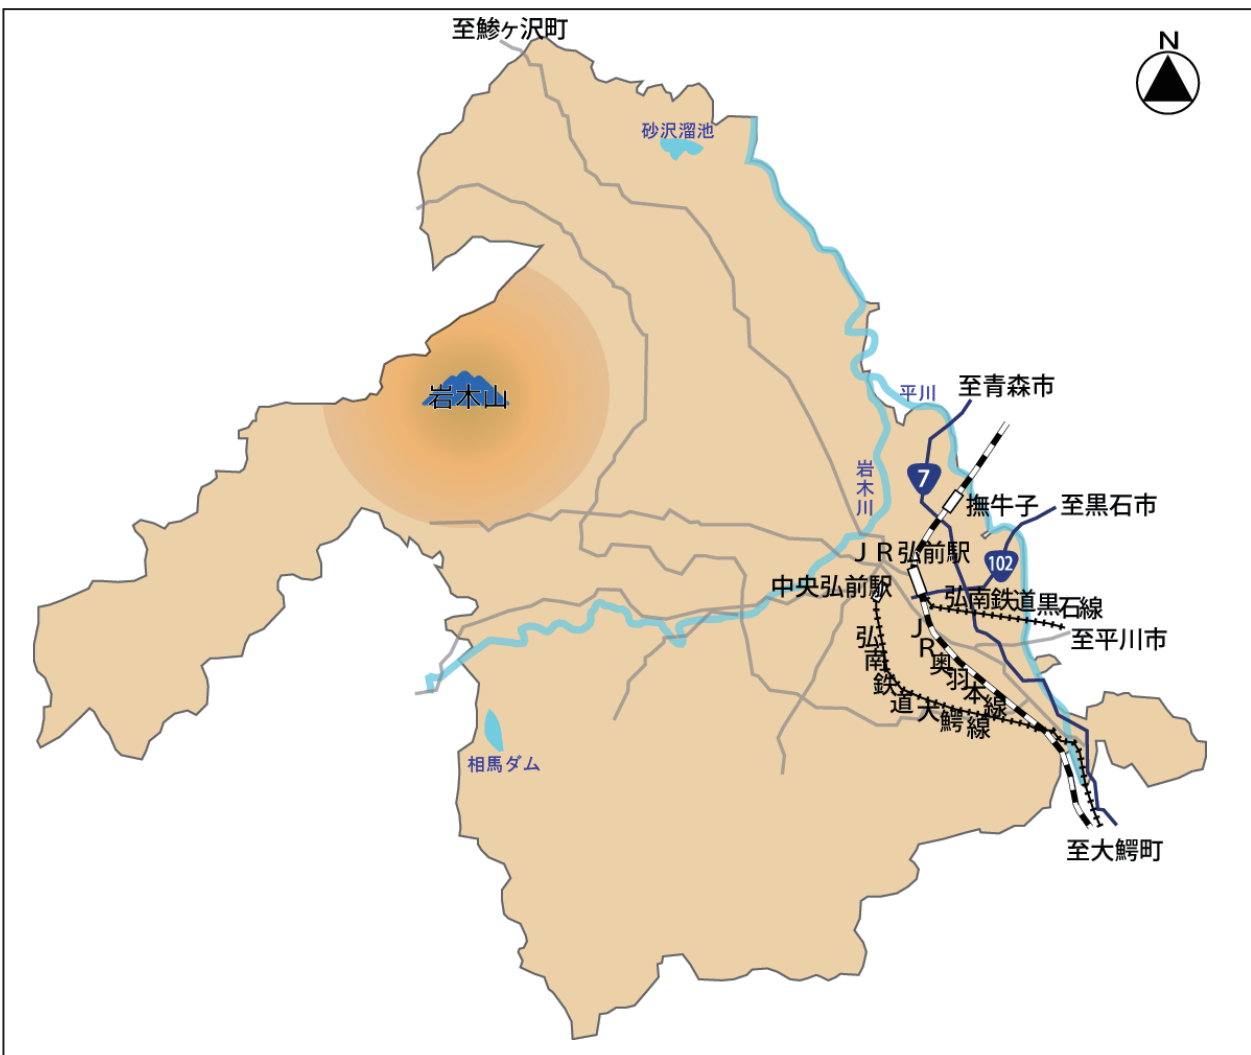 至鰺ヶ沢町
N
砂沢溜池
至青森市
平川
岩木山
7
岩木川
撫牛子
至黒石市
ＪＲ弘前駅
102
中央弘前駅
弘南鉄道黒石線
至平川市
ＪＲ奥羽本線
弘南鉄道大鰐線
相馬ダム
至大鰐町